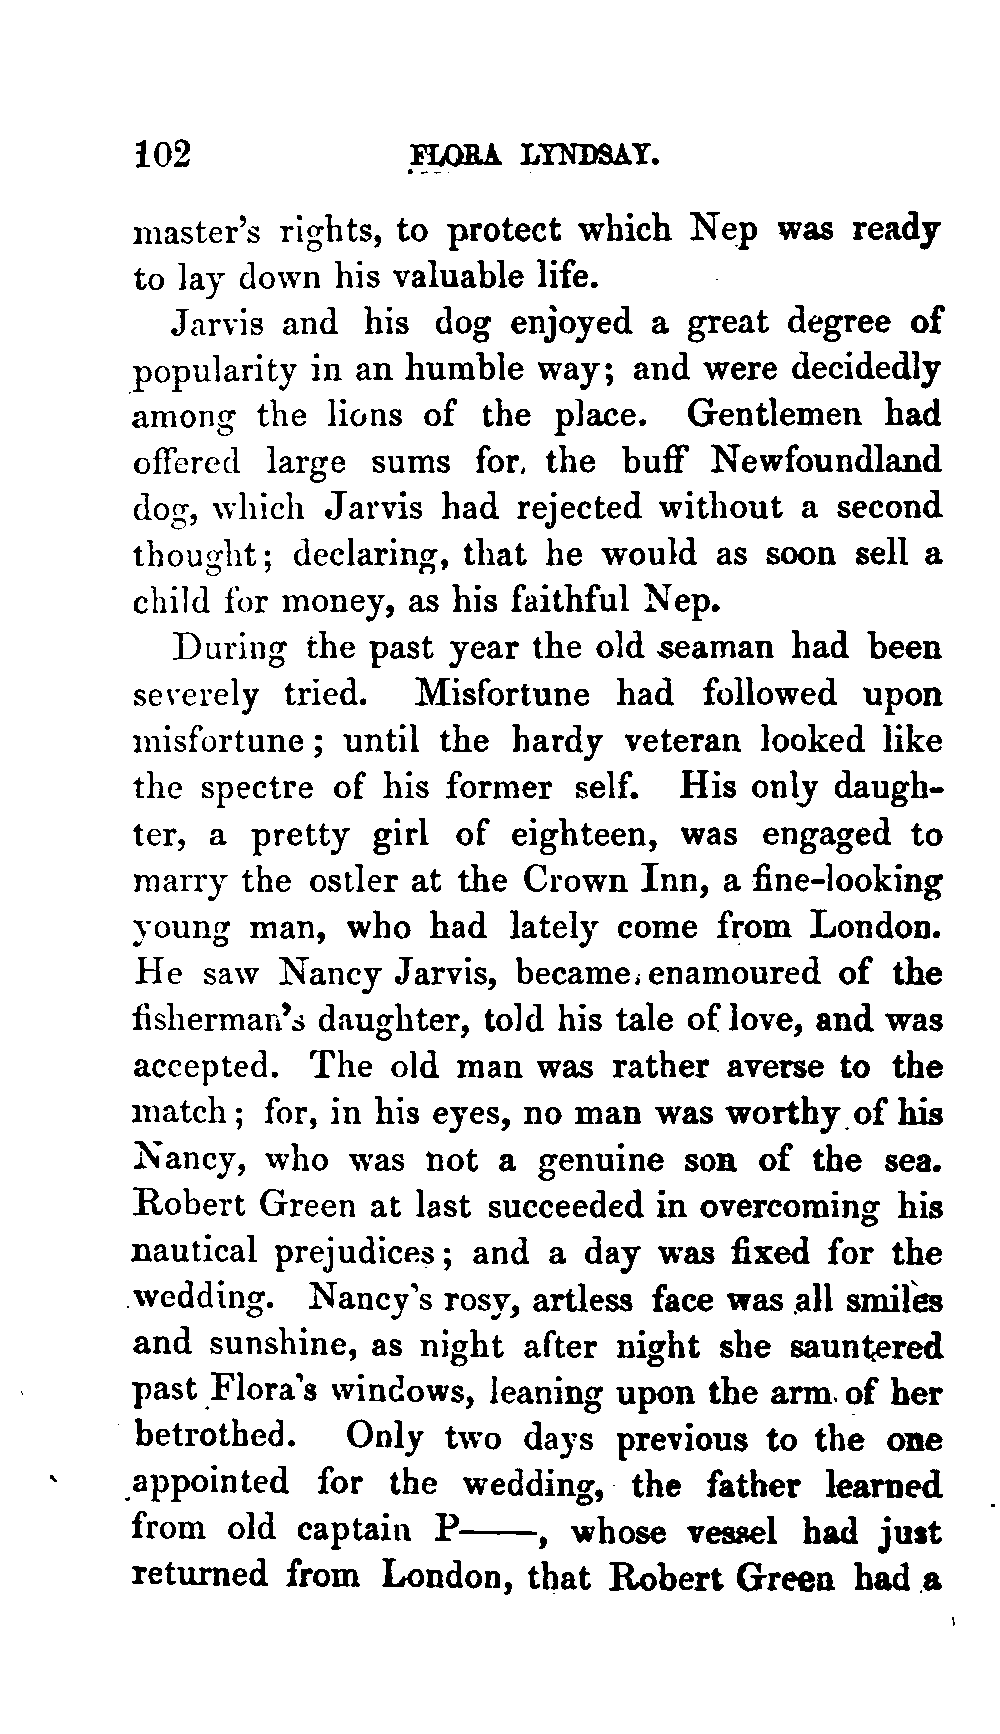 102 FLORA LYNDSAY.
master's rights, to protect which Nep was ready
to lay down his valuable life.
Jarvis and his dog enjoyed a great degree of
popularity in an humble way; and were decidedly
among the lions of the place. Gentlemen had
offered large sums for the buff Newfoundland
dog, which Jarvis had rejected without a second
thought; declaring, that he would as soon sell a
child for money, as his faithful Nep.
During the past year the old seaman had been
severely tried. Misfortune had followed upon
misfortune; until the hardy veteran looked like
the spectre of his former self. His only daugh-
ter, a pretty girl of eighteen, was engaged to
marry the ostler at the Crown Inn, a fine-looking
young man, who had lately come from London.
He saw Nancy Jarvis, became enamoured of the
fisherman's daughter, told his tale of love, and was
accepted. The old man was rather averse to the
match; for, in his eyes, no man was worthy of his
Nancy, who was not a genuine son of the sea.
Robert Green at last succeeded in overcoming his
nautical prejudices; and a day was fixed for the
wedding. Nancy's rosy, artless face was all smiles
and sunshine, as night after night she sauntered
past Flora's windows, leaning upon the arm of her
betrothed. Only two days previous to the one
appointed for the wedding, the father learned
from old captain P——, whose vessel had just
returned from London, that Robert Green had a